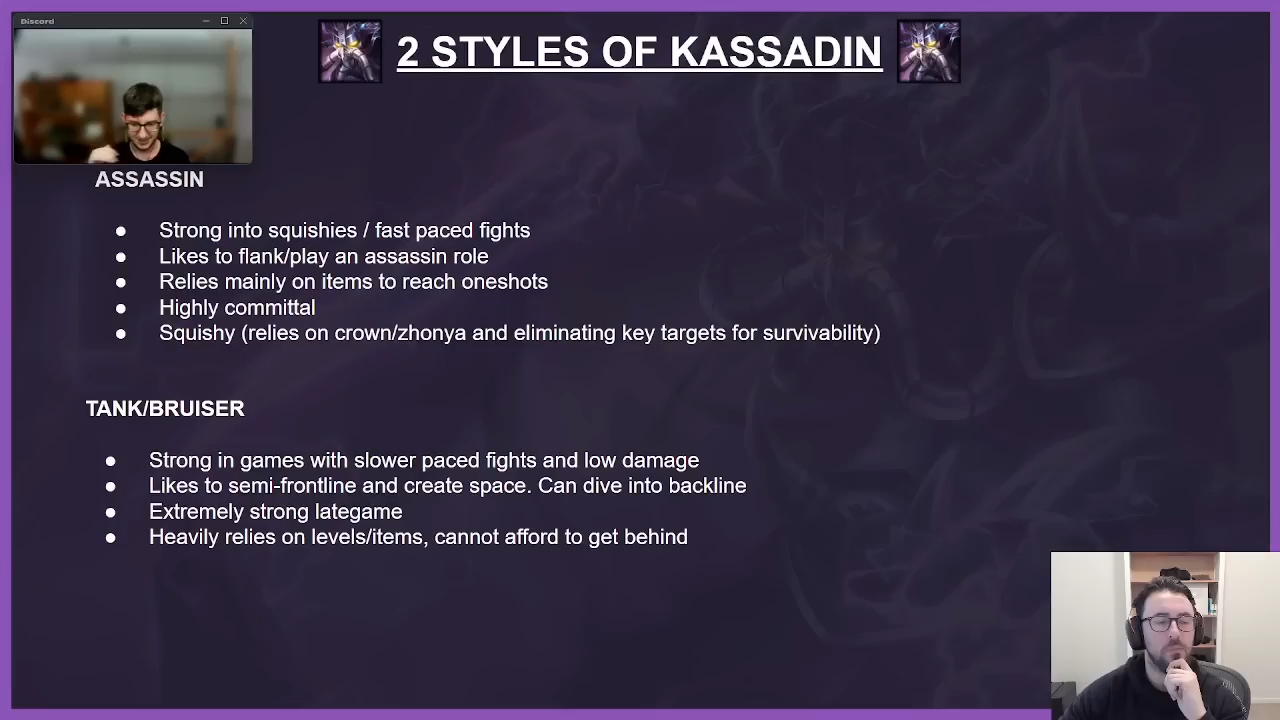 Discord
2 STYLES OF KASSADIN
ASSASSIN
● Strong into squishies / fast paced fights
● Likes to flank/play an assassin role
● Relies mainly on items to reach oneshots
● Highly committal
● Squishy (relies on crown/zhonya and eliminating key targets for survivability)
TANK/BRUISER
● Strong in games with slower paced fights and low damage
● Likes to semi-frontline and create space. Can dive into backline
● Extremely strong lategame
● Heavily relies on levels/items, cannot afford to get behind